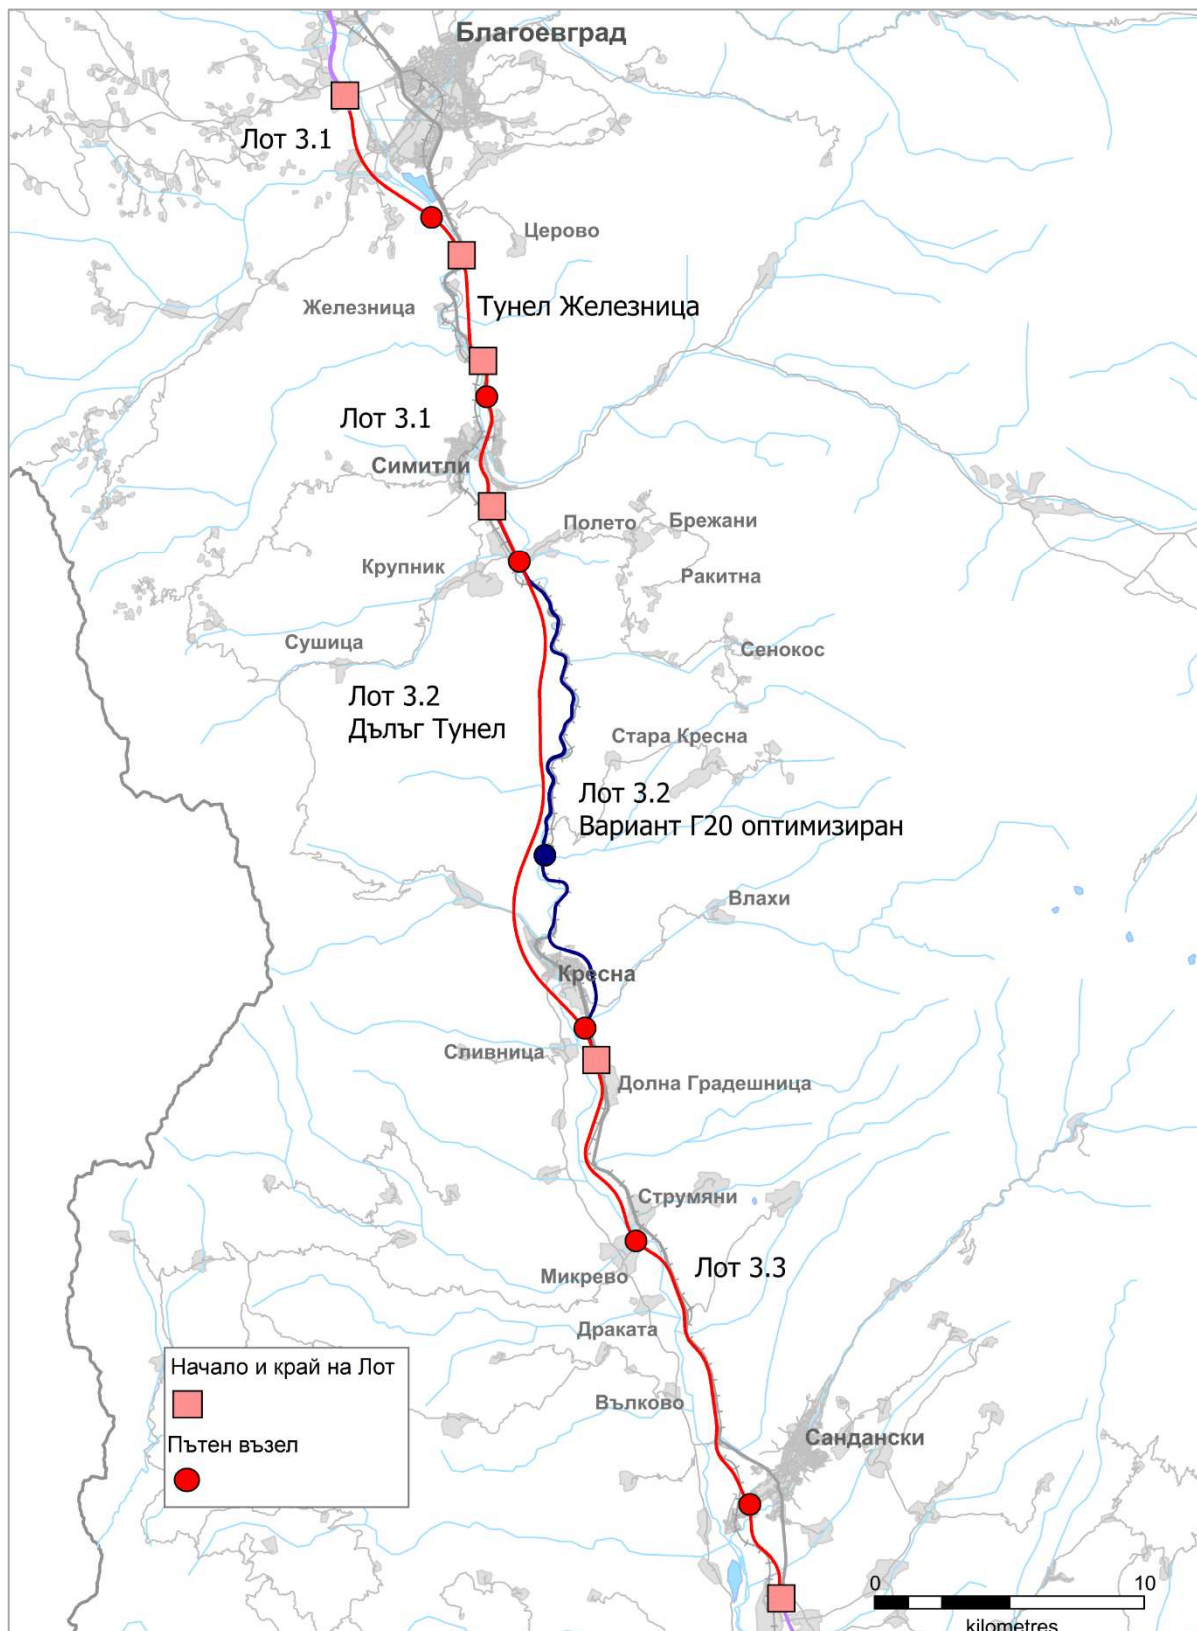 Благоевград
Лот 3.1
Церово
Железница
Тунел Железница
Лот 3.1
Симитли
Полето
Брежани
Крупник
Ракитна
Сушица
Сенокос
Лот 3.2
Дълъг Тунел
Стара Кресна
Лот 3.2
Вариант Г20 оптимизиран
Влахи
Кресна
Сливница
Долна Градешница
Струмяни
Микрево
Лот 3.3
Драката
Начало и край на Лот
Вълково
Пътен възел
Сандански
0 10
kilometres